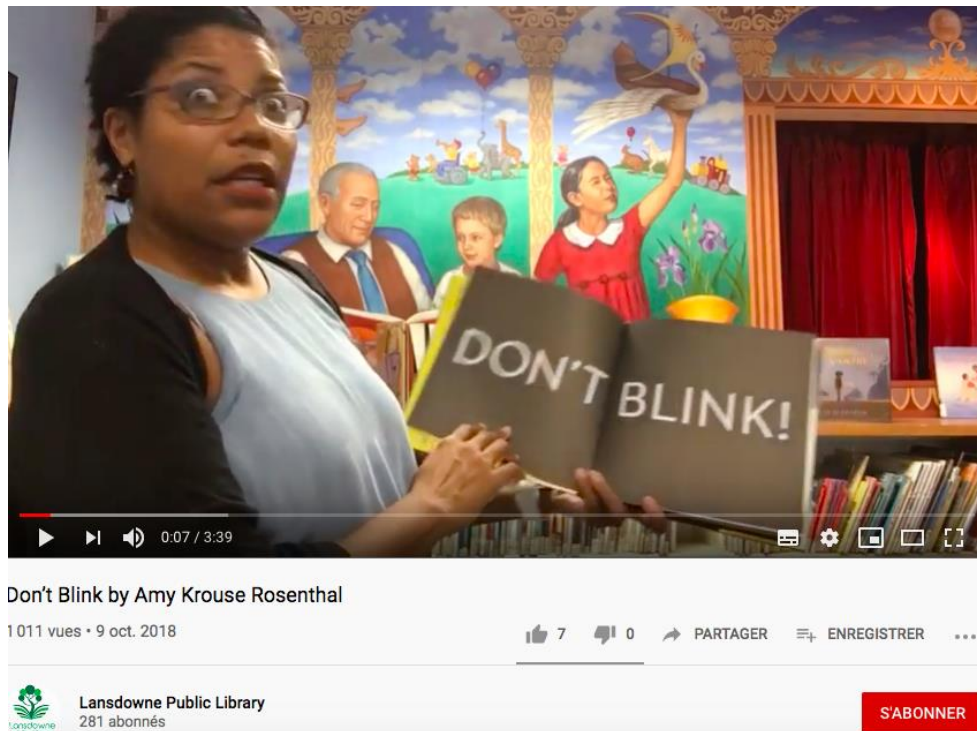 DON'T BLINK!
0:07 / 3:39
Don't Blink by Amy Krouse Rosenthal
1 011 vues • 9 oct. 2018
7 0 PARTAGER ENREGISTRER
Lansdowne
Lansdowne Public Library
281 abonnés
S'ABONNER